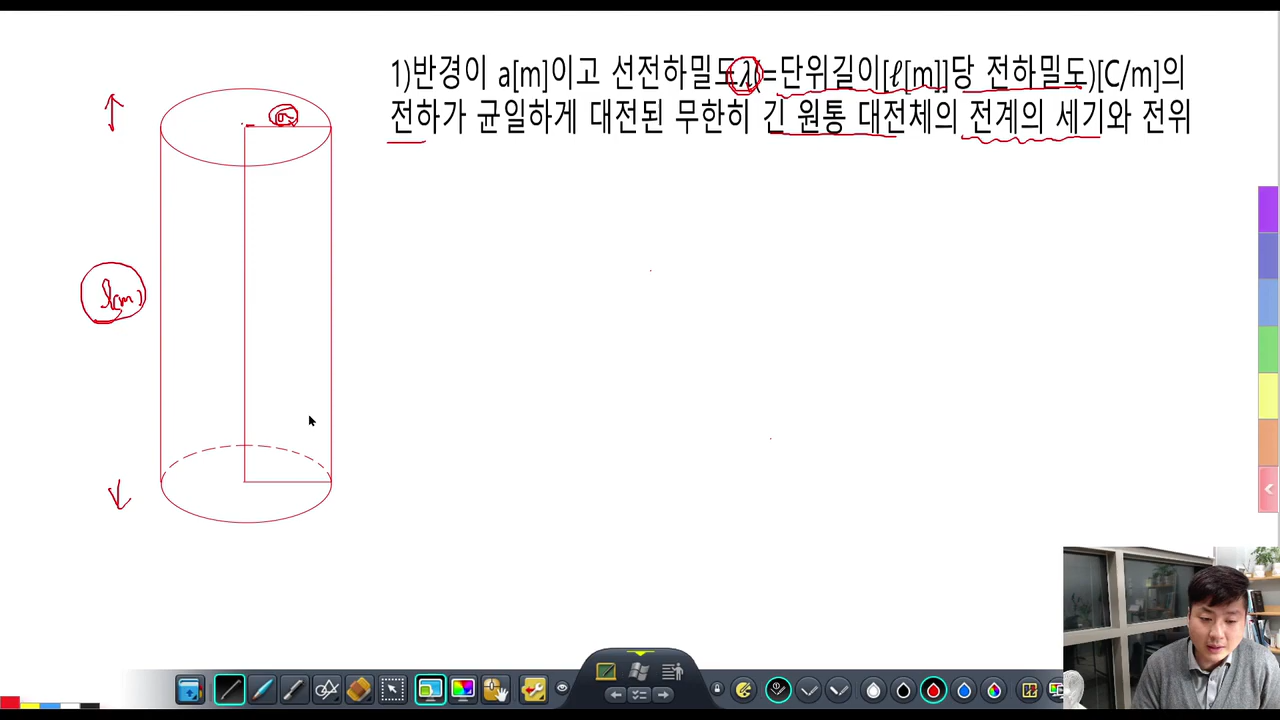 1)반경이 a[m]이고 선전하밀도λ(=단위길이[ℓ[m]]당 전하밀도)[C/m]의
전하가 균일하게 대전된 무한히 긴 원통 대전체의 전계의 세기와 전위
a
l[m]